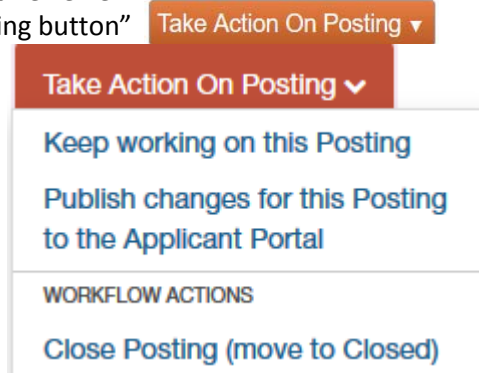 ing button" Take Action On Posting ▾
Take Action On Posting
Keep working on this Posting
Publish changes for this Posting
to the Applicant Portal
WORKFLOW ACTIONS
Close Posting (move to Closed)